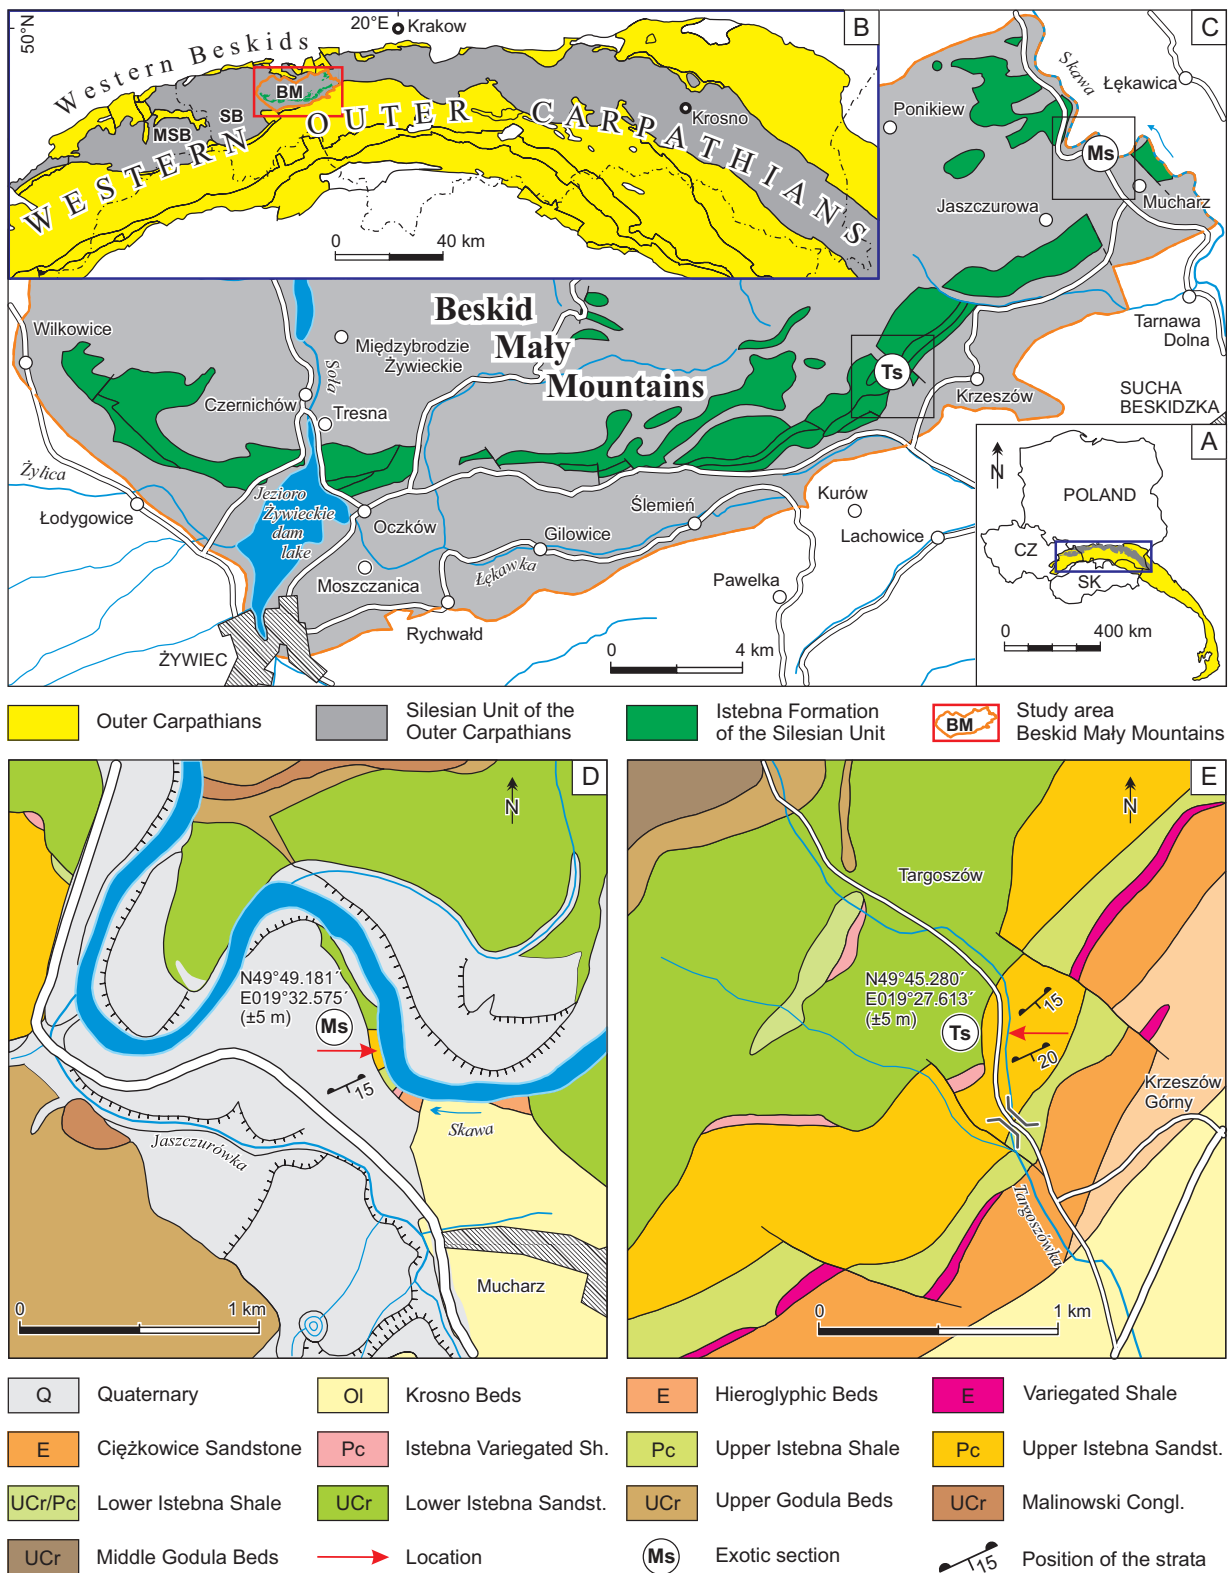 50°N
20°E
Krakow
B
Western Beskids
BM
SB
MSB
Krosno
WESTERN OUTER CARPATHIANS
0
40 km
C
Skawa
Łękawica
Ponikiew
Ms
Mucharz
Jaszczurowa
Tarnawa
Dolna
SUCHA
BESKIDZKA
Wilkowice
Międzybrodzie
Żywieckie
Soła
Czernichów
Tresna
Beskid
Mały
Mountains
Ts
Krzeszów
Żylica
Łodygowice
Jezioro
Żywieckie
dam
lake
Oczków
Moszczanica
Łękawka
Gilowice
Ślemień
Kurów
Lachowice
Pawelka
Rychwałd
ŻYWIEC
0
4 km
A
N
POLAND
CZ
SK
0
400 km
Outer Carpathians
Silesian Unit of the
Outer Carpathians
Istebna Formation
of the Silesian Unit
BM
Study area
Beskid Mały Mountains
D
N
N49°49.181´
E019°32.575´
(±5 m)
Ms
15
Skawa
Jaszczurówka
Mucharz
0
1 km
E
N
Targoszów
N49°45.280´
E019°27.613´
(±5 m)
Ts
15
20
Krzeszów
Górny
Targoszówka
0
1 km
Q Quaternary
Ol Krosno Beds
E Hieroglyphic Beds
E Variegated Shale
E Ciężkowice Sandstone
Pc Istebna Variegated Sh.
Pc Upper Istebna Shale
Pc Upper Istebna Sandst.
UCr/Pc Lower Istebna Shale
UCr Lower Istebna Sandst.
UCr Upper Godula Beds
UCr Malinowski Congl.
UCr Middle Godula Beds
Location
Ms Exotic section
15 Position of the strata